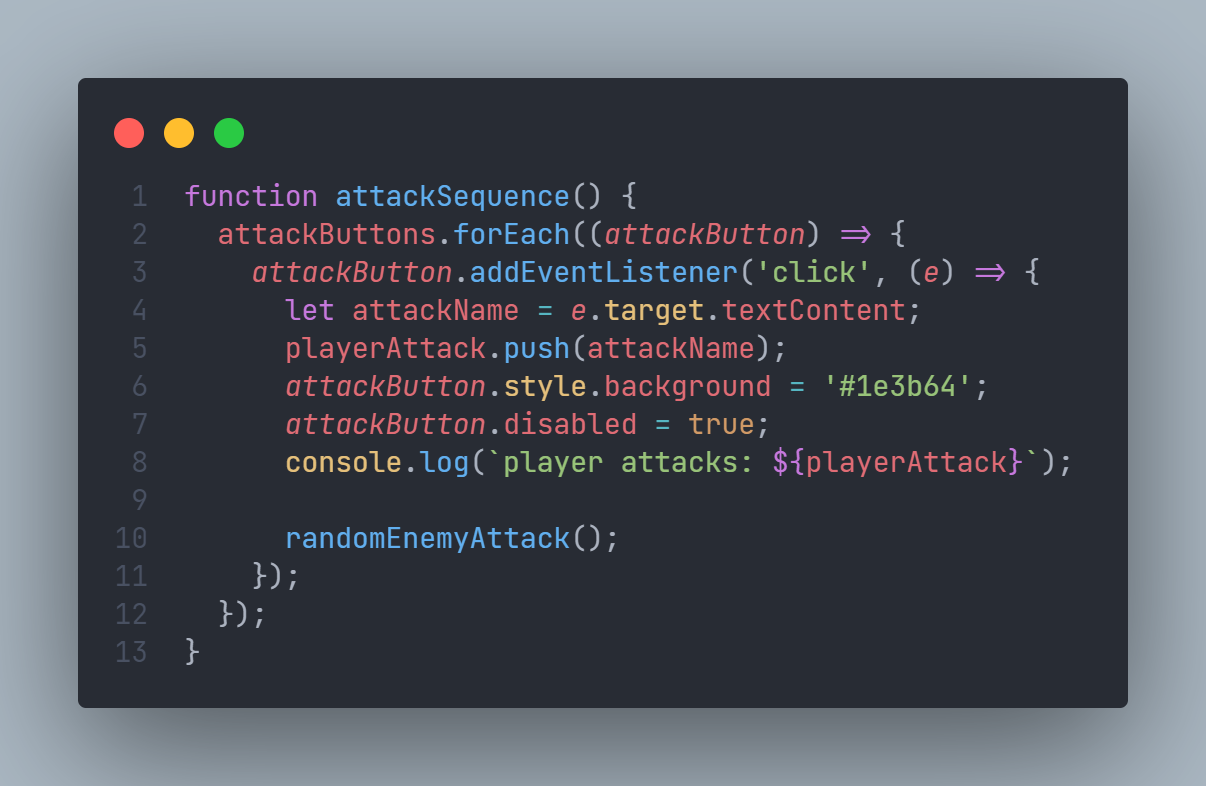 1 function attackSequence() {
2   attackButtons.forEach((attackButton) => {
3     attackButton.addEventListener('click', (e) => {
4       let attackName = e.target.textContent;
5       playerAttack.push(attackName);
6       attackButton.style.background = '#1e3b64';
7       attackButton.disabled = true;
8       console.log(`player attacks: ${playerAttack}`);
9
10       randomEnemyAttack();
11     });
12   });
13 }